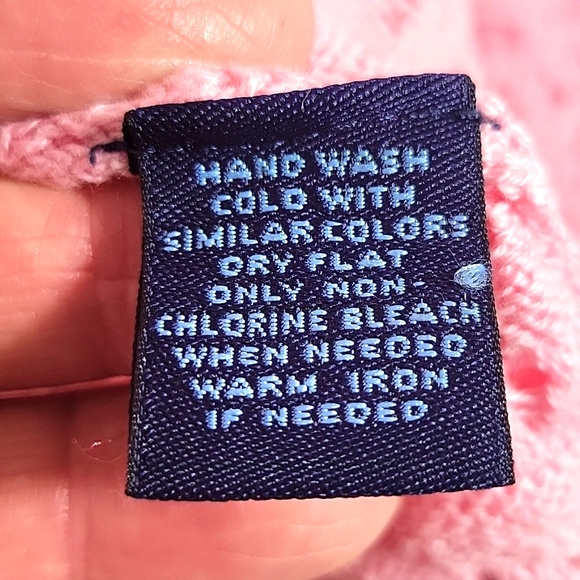 HAND WASH
COLD WITH
SIMILAR COLORS
DRY FLAT
ONLY NON-
CHLORINE BLEACH
WHEN NEEDED
WARM IRON
IF NEEDED